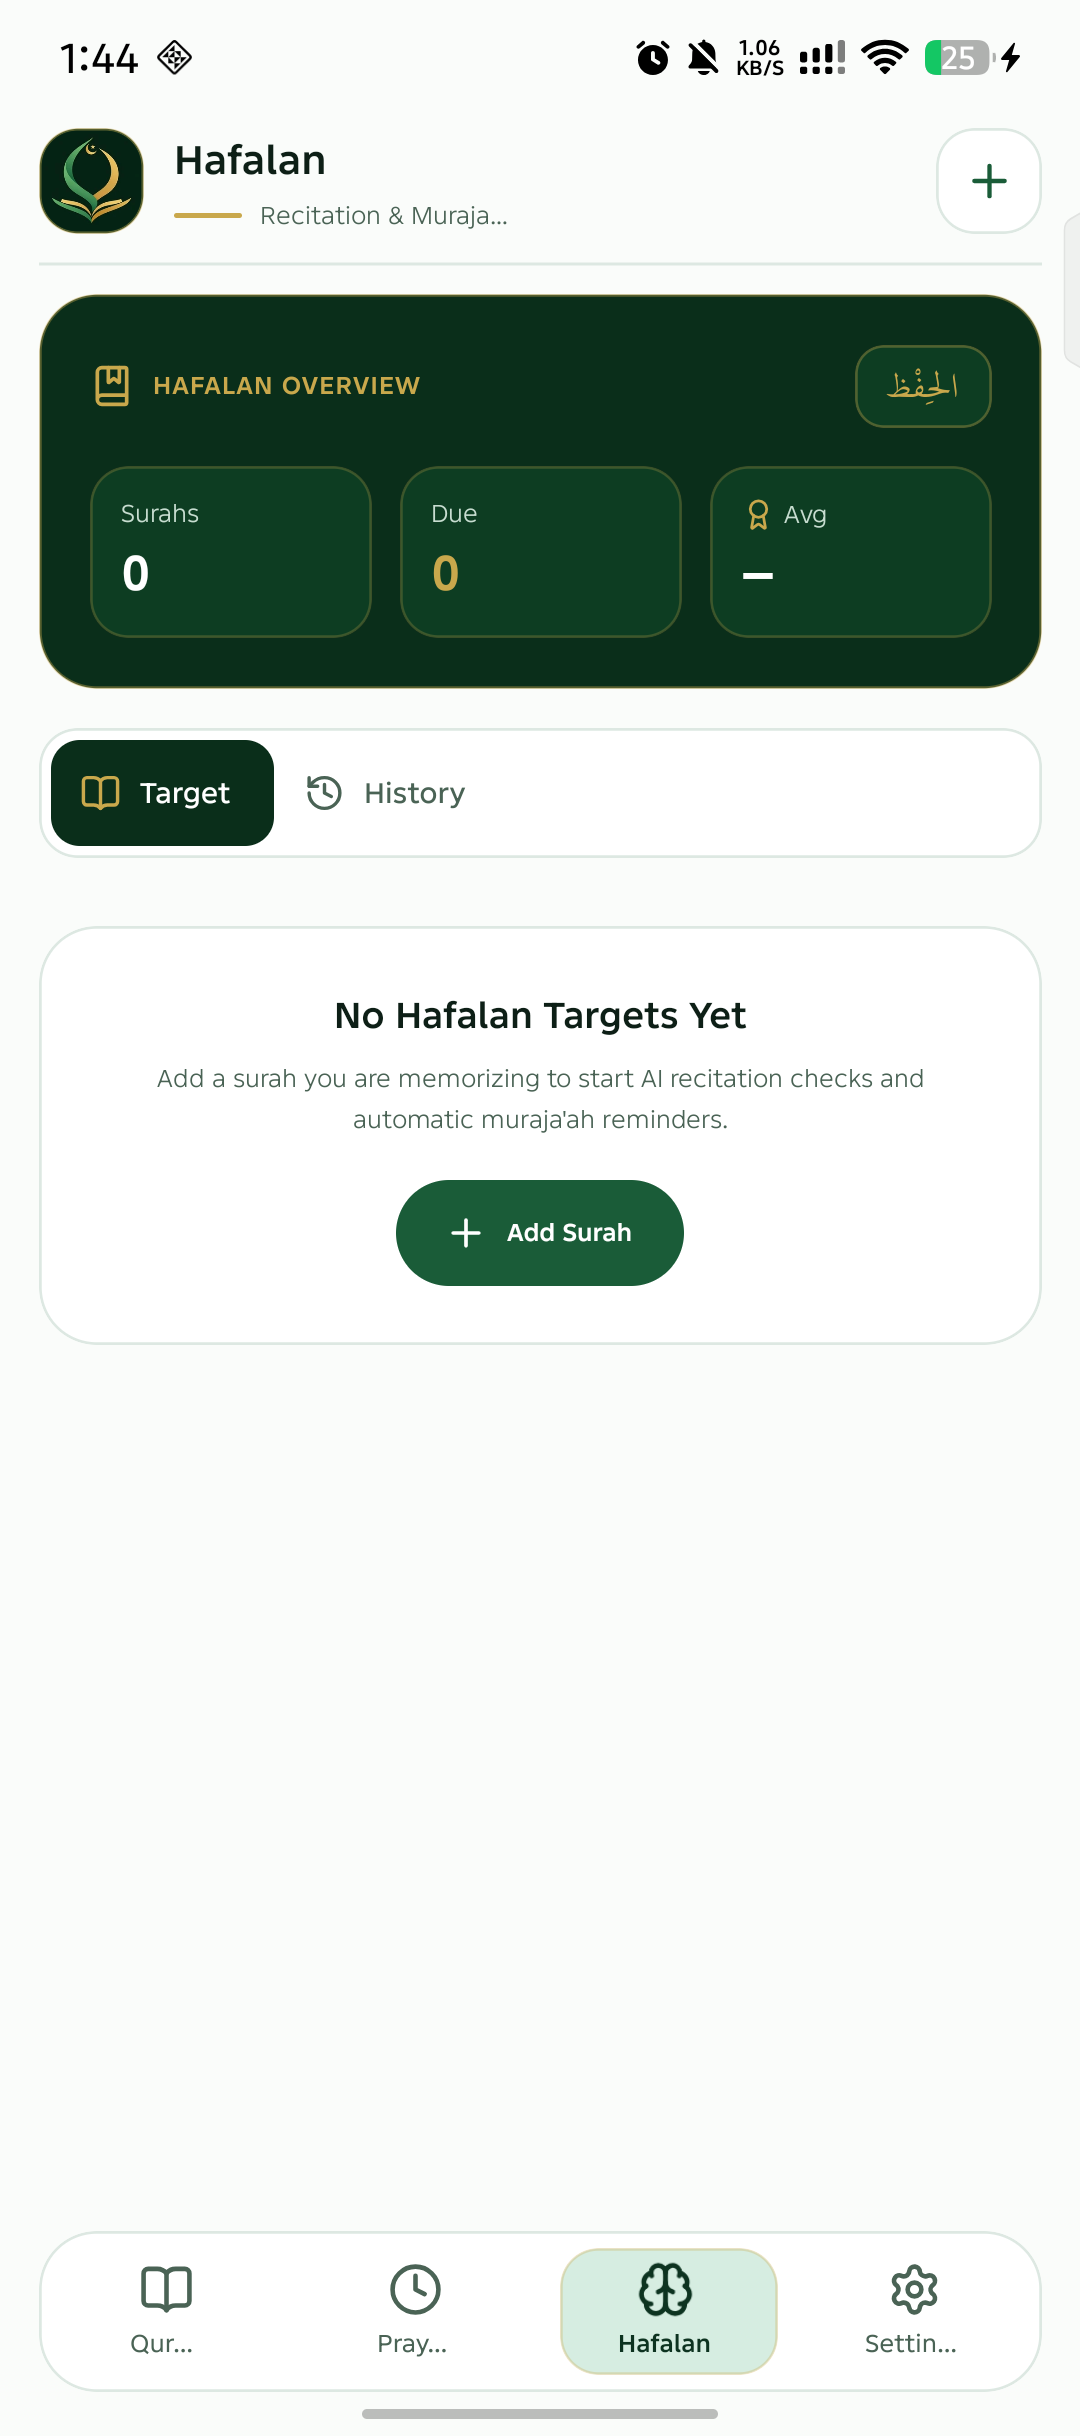 1:44
1.06
KB/S
25
Hafalan
Recitation & Muraja...
HAFALAN OVERVIEW
الحِفْظ
Surahs
Due
Avg
0
0
—
Target
History
No Hafalan Targets Yet
Add a surah you are memorizing to start AI recitation checks and
automatic muraja'ah reminders.
Add Surah
Qur...
Pray...
Hafalan
Settin...